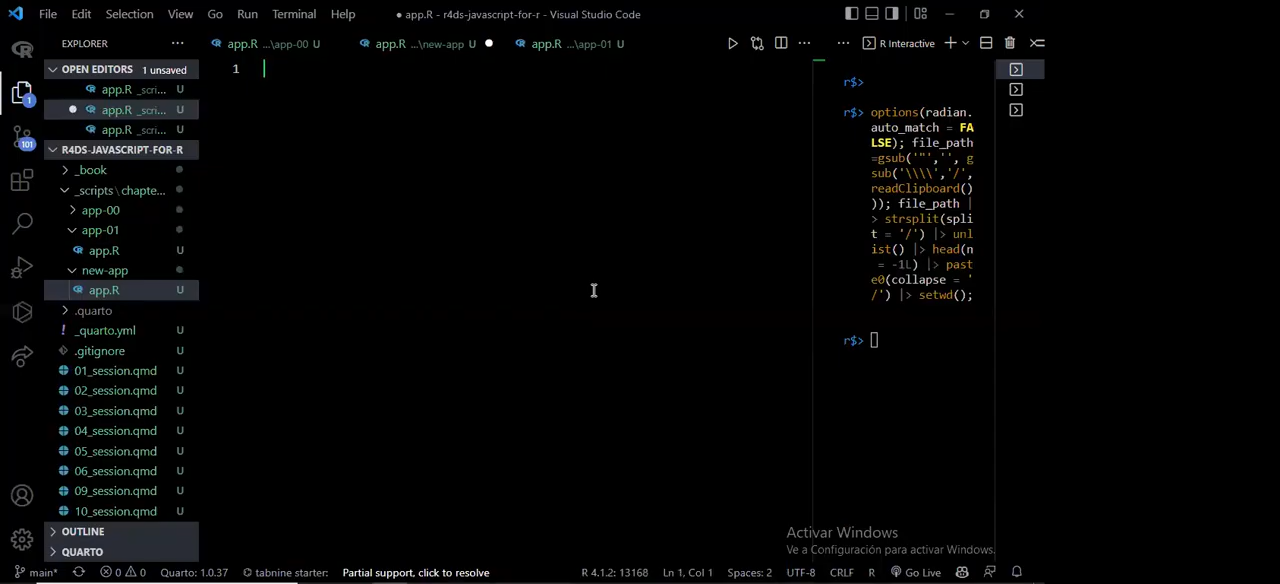 File Edit Selection View Go Run Terminal Help
● app.R - r4ds-javascript-for-r - Visual Studio Code
EXPLORER
OPEN EDITORS 1 unsaved
app.R _scri... U
app.R _scri... U
app.R _scri... U
R4DS-JAVASCRIPT-FOR-R
_book
_scripts \ chapte...
app-00
app-01
app.R U
new-app
app.R U
.quarto
_quarto.yml U
.gitignore U
01_session.qmd U
02_session.qmd U
03_session.qmd U
04_session.qmd U
05_session.qmd U
06_session.qmd U
09_session.qmd U
10_session.qmd U
OUTLINE
QUARTO
1
101
app.R ...\app-00 U
app.R ...\new-app U
app.R ...\app-01 U
1
R Interactive
r$>
r$> options(radian.
auto_match = FA
LSE); file_path
=gsub('"','', g
sub('\\\\','/',
readClipboard()
)); file_path |
> strsplit(spli
t = '/') |> unl
ist() |> head(n
= -1L) |> past
e0(collapse = '
/') |> setwd();
r$>
Activar Windows
Ve a Configuración para activar Windows.
main* 0 0 Quarto: 1.0.37 tabnine starter: Partial support, click to resolve R 4.1.2: 13168 Ln 1, Col 1 Spaces: 2 UTF-8 CRLF R Go Live